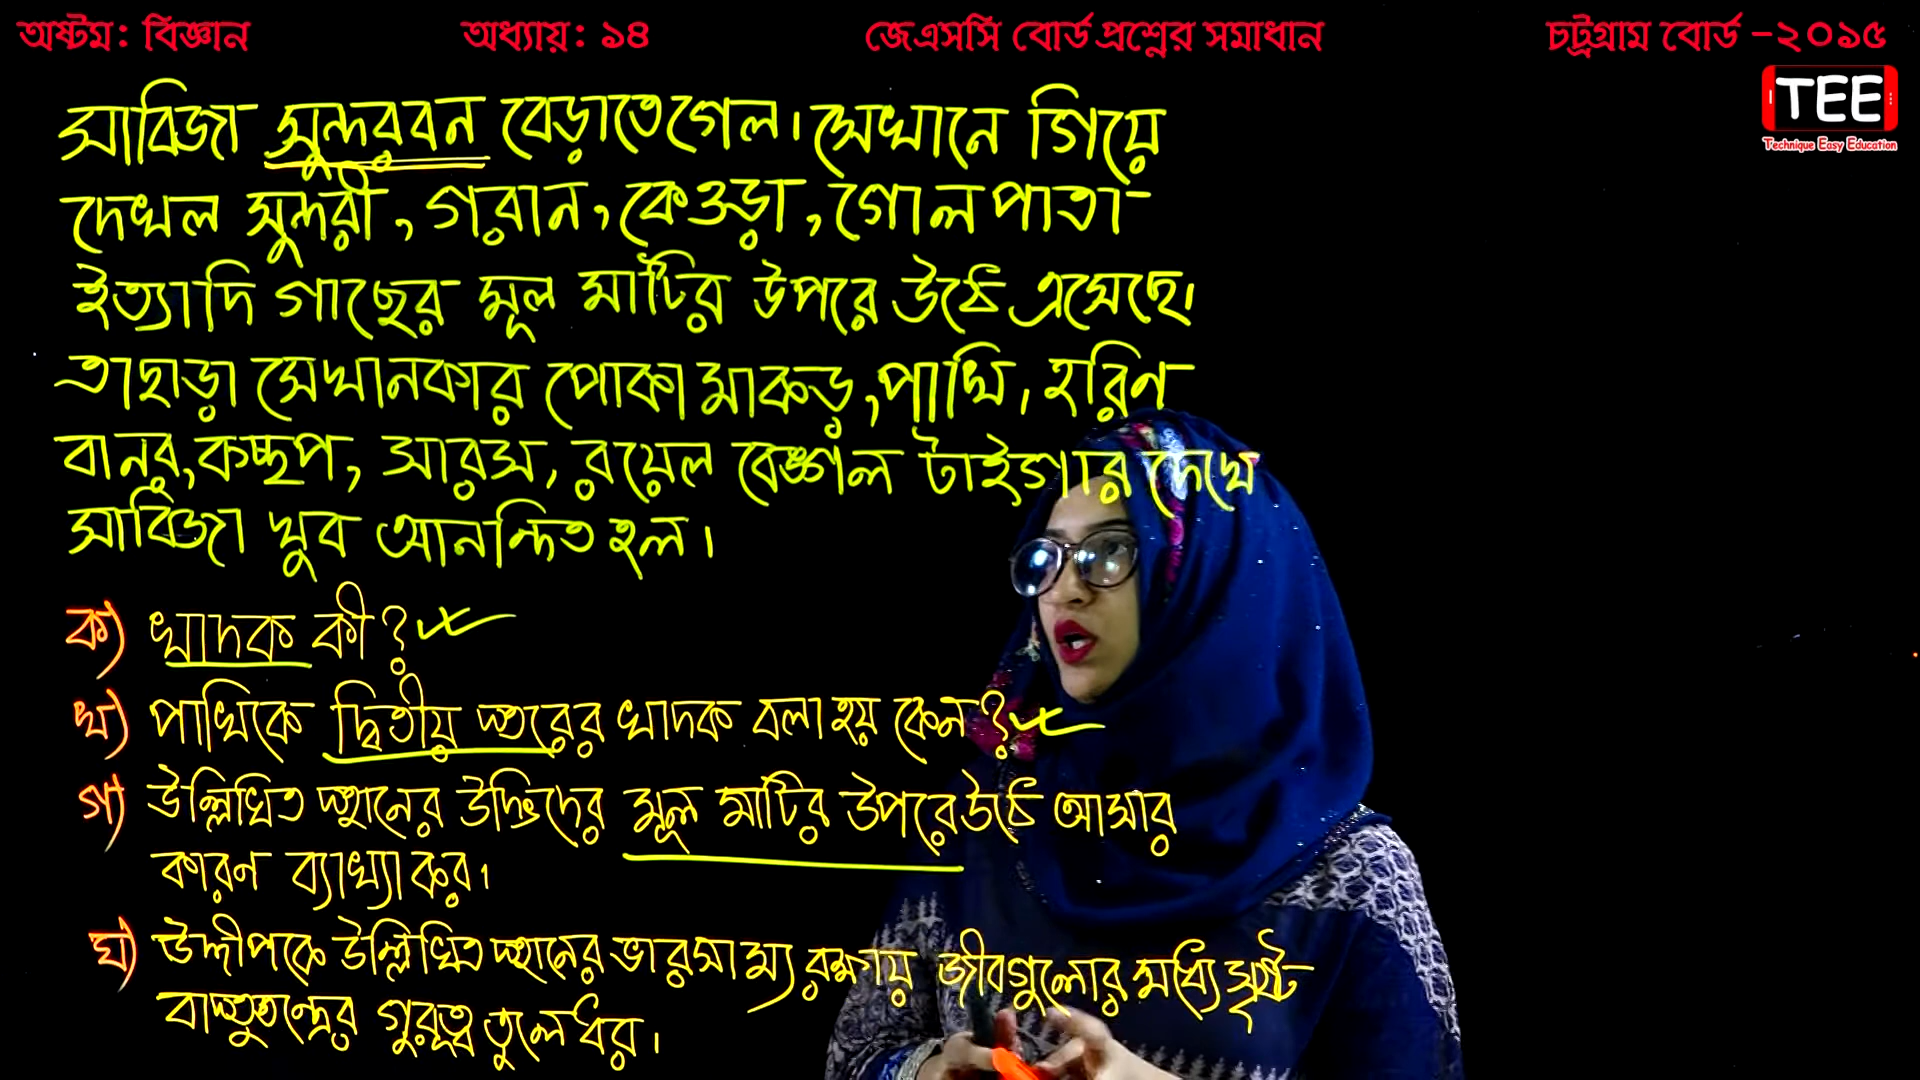 অষ্টম: বিজ্ঞান অধ্যায়: ১৪ জেএসসি বোর্ড প্রশ্নের সমাধান চট্রগ্রাম বোর্ড -২০১৫
TEE
Technique Easy Education
সাবিজা সুন্দরবন বেড়াতে গেল। সেখানে গিয়ে
দেখল সুন্দরী, গরান, কেওড়া, গোলপাতা
ইত্যাদি গাছের মূল মাটির উপরে উঠে এসেছে।
তাছাড়া সেখানকার পোকামাকড়, পাখি, হরিণ
বানর, কচ্ছপ, সারস, রয়েল বেঙ্গল টাইগার দেখে
সাবিজা খুব আনন্দিত হল।
ক) খাদক কী?
খ) পাখিকে দ্বিতীয় স্তরের খাদক বলা হয় কেন?
গ) উল্লিখিত স্থানের উদ্ভিদের মূল মাটির উপরে উঠে আসার
কারণ ব্যাখ্যা কর।
ঘ) উদ্দীপকে উল্লিখিত স্থানের ভারসাম্য রক্ষায় জীবগুলোর মধ্যে সৃষ্ট
বাস্তুতন্ত্রের গুরুত্ব তুলে ধর।